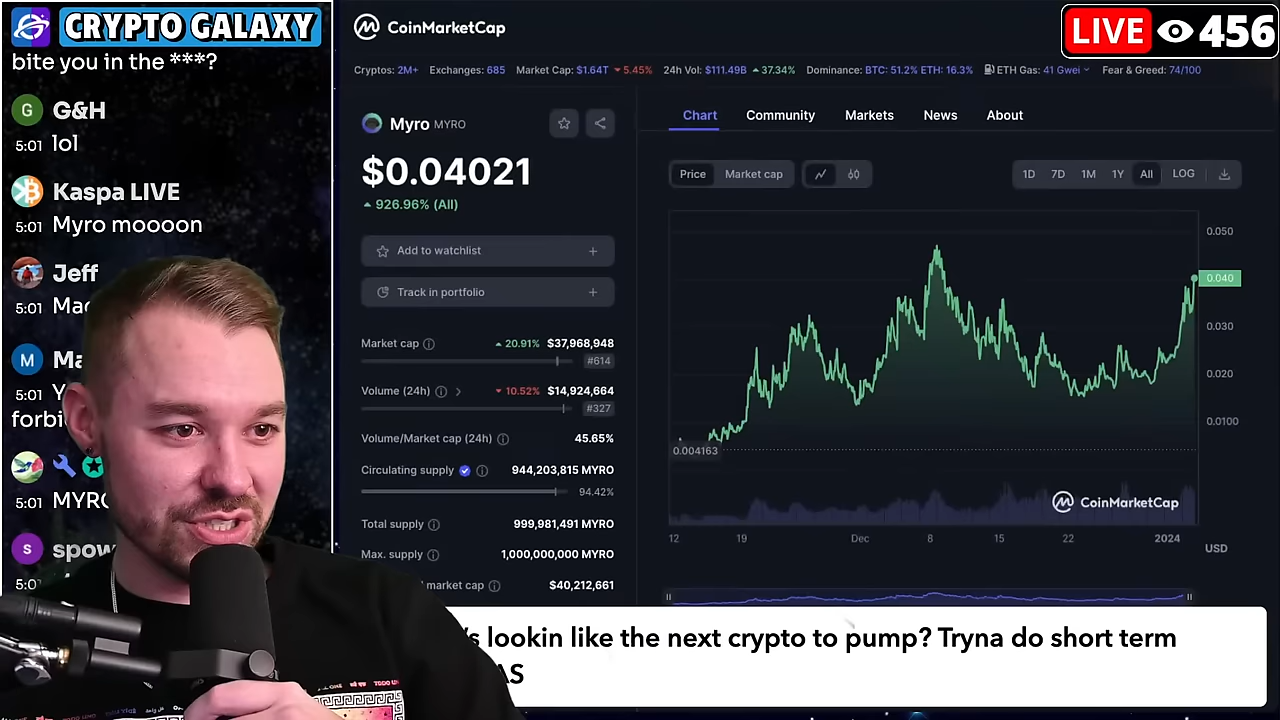 CRYPTO GALAXY
bite you in the ***?
G
G&H
5:01 lol
Kaspa LIVE
5:01 Myro moooon
Jeff
5:01
M
5:01
5:01
S
5:0
CoinMarketCap
LIVE 456
Cryptos: 2M+ Exchanges: 685 Market Cap: $1.64T 5.45% 24h Vol: $111.49B 37.34% Dominance: BTC: 51.2% ETH: 16.3% ETH Gas: 41 Gwei Fear & Greed: 74/100
Myro MYRO
$0.04021
926.96% (All)
Add to watchlist +
Track in portfolio +
Market cap 20.91% $37,968,948
#614
Volume (24h) 10.52% $14,924,664
#327
Volume/Market cap (24h) 45.65%
Circulating supply 944,203,815 MYRO
94.42%
Total supply 999,981,491 MYRO
Max. supply 1,000,000,000 MYRO
market cap $40,212,661
Chart Community Markets News About
Price Market cap 1D 7D 1M 1Y All LOG
0.050
0.040
0.030
0.020
0.0100
0.004163
CoinMarketCap
12 19 Dec 8 15 22 2024 USD
lookin like the next crypto to pump? Tryna do short term